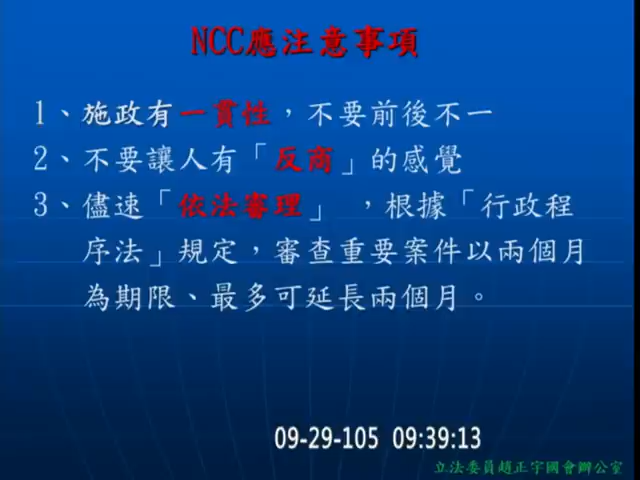 NCC應注意事項
1、施政有一貫性，不要前後不一
2、不要讓人有「反商」的感覺
3、儘速「依法審理」，根據「行政程
序法」規定，審查重要案件以兩個月
為期限、最多可延長兩個月。
09-29-105 09:39:13
立法委員趙正宇國會辦公室